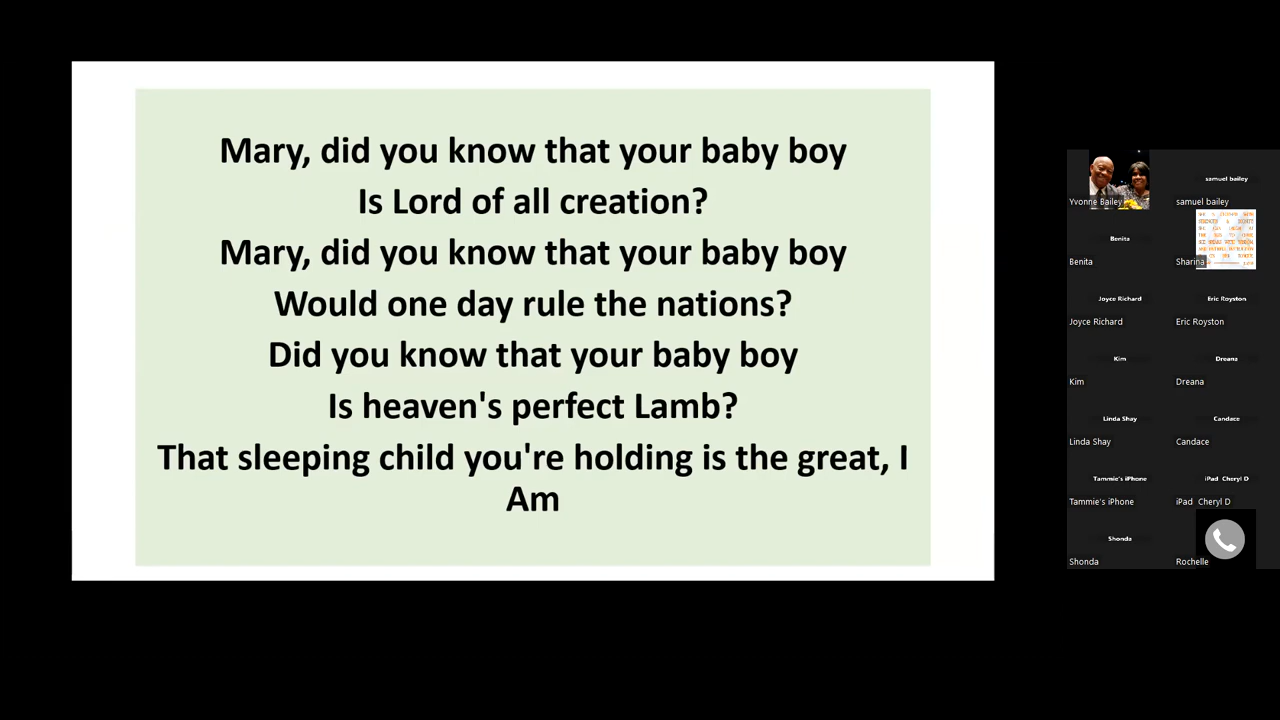 Mary, did you know that your baby boy
Is Lord of all creation?
Mary, did you know that your baby boy
Would one day rule the nations?
Did you know that your baby boy
Is heaven's perfect Lamb?
That sleeping child you're holding is the great, I
Am
Yvonne Bailey
samuel bailey
samuel bailey
Benita
Benita
Sharina
Joyce Richard
Joyce Richard
Eric Royston
Eric Royston
Kim
Kim
Dreana
Dreana
Linda Shay
Linda Shay
Candace
Candace
Tammie's iPhone
Tammie's iPhone
iPad Cheryl D
iPad Cheryl D
Shonda
Shonda
Rochelle